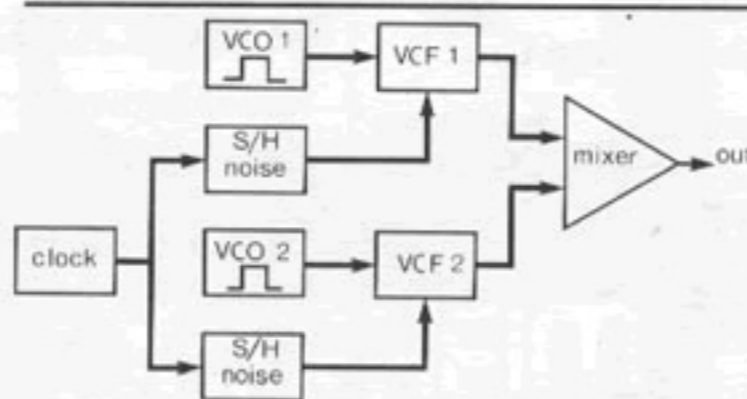 VCO 1
VCF 1
S/H
noise
mixer
out
clock
VCO 2
VCF 2
S/H
noise